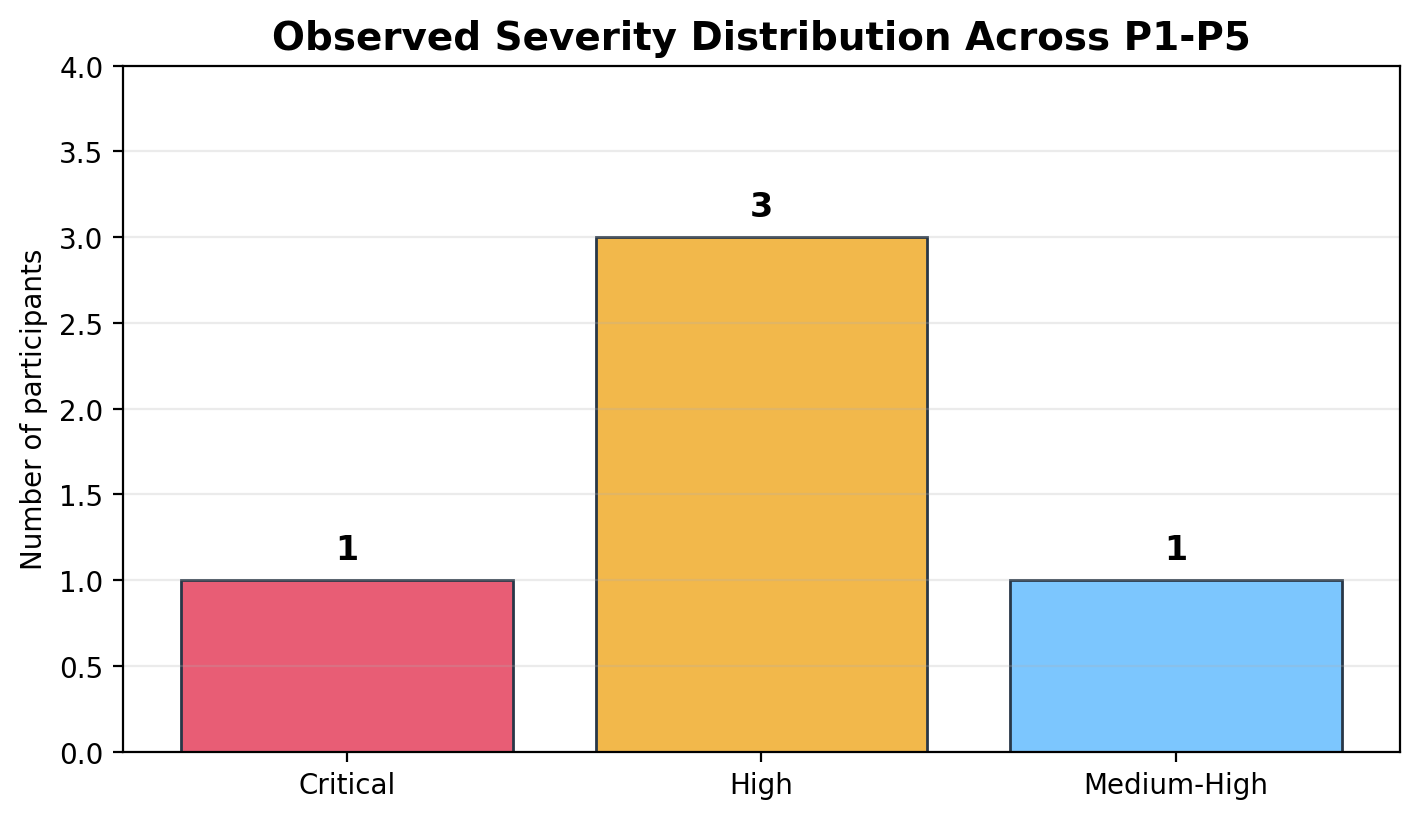 Observed Severity Distribution Across P1-P5
Number of participants
4.0
3.5
3.0
2.5
2.0
1.5
1.0
0.5
0.0
1
3
1
Critical
High
Medium-High